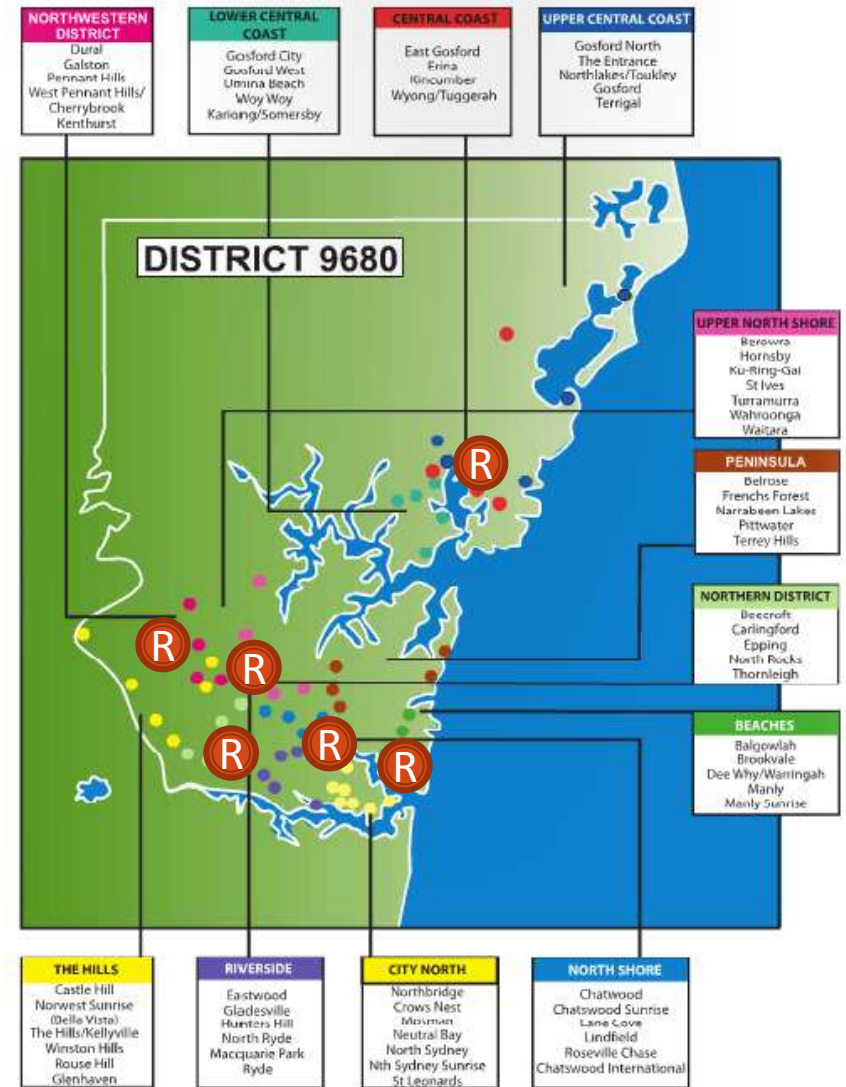 NORTHWESTERN
DISTRICT
Dural
Galston
Pennant Hills
West Pennant Hills/
Cherrybrook
Kenthurst
LOWER CENTRAL
COAST
Gosford City
Gosford West
Umina Beach
Woy Woy
Kariong/Somersby
CENTRAL COAST
East Gosford
Erina
Kincumber
Wyong/Tuggerah
UPPER CENTRAL COAST
Gosford North
The Entrance
Northlakes/Toukley
Gosford
Terrigal
DISTRICT 9680
UPPER NORTH SHORE
Berowra
Hornsby
Ku-Ring-Gai
St Ives
Turramurra
Wahroonga
Waitara
R
PENINSULA
Belrose
Frenchs Forest
Narrabeen Lakes
Pittwater
Terrey Hills
NORTHERN DISTRICT
Beecroft
Carlingford
Epping
North Rocks
Thornleigh
R
R
BEACHES
Balgowlah
Brookvale
Dee Why/Warringah
Manly
Manly Sunrise
R
R
R
THE HILLS
Castle Hill
Norwest Sunrise
(Bella Vista)
The Hills/Kellyville
Winston Hills
Rouse Hill
Glenhaven
RIVERSIDE
Eastwood
Gladesville
Hunters Hill
North Ryde
Macquarie Park
Ryde
CITY NORTH
Northbridge
Crows Nest
Mosman
Neutral Bay
North Sydney
Nth Sydney Sunrise
St Leonards
NORTH SHORE
Chatwood
Chatswood Sunrise
Lane Cove
Lindfield
Roseville Chase
Chatswood International